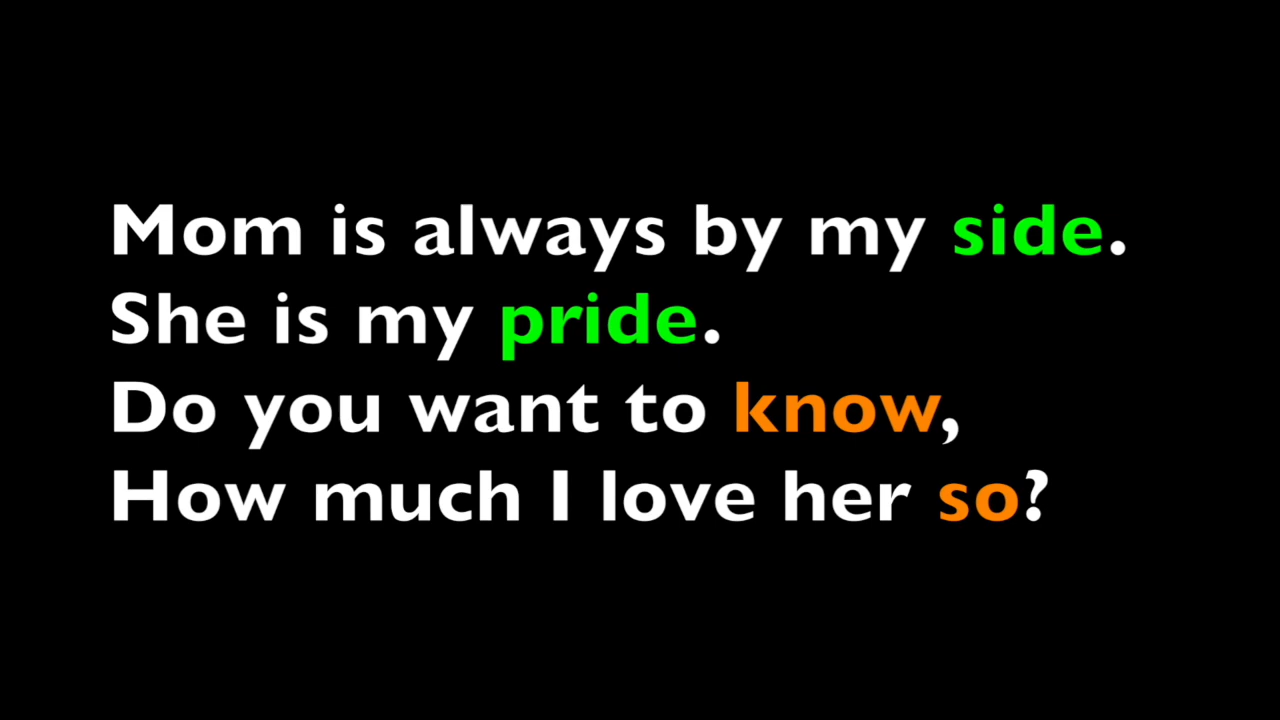 Mom is always by my side.
She is my pride.
Do you want to know,
How much I love her so?